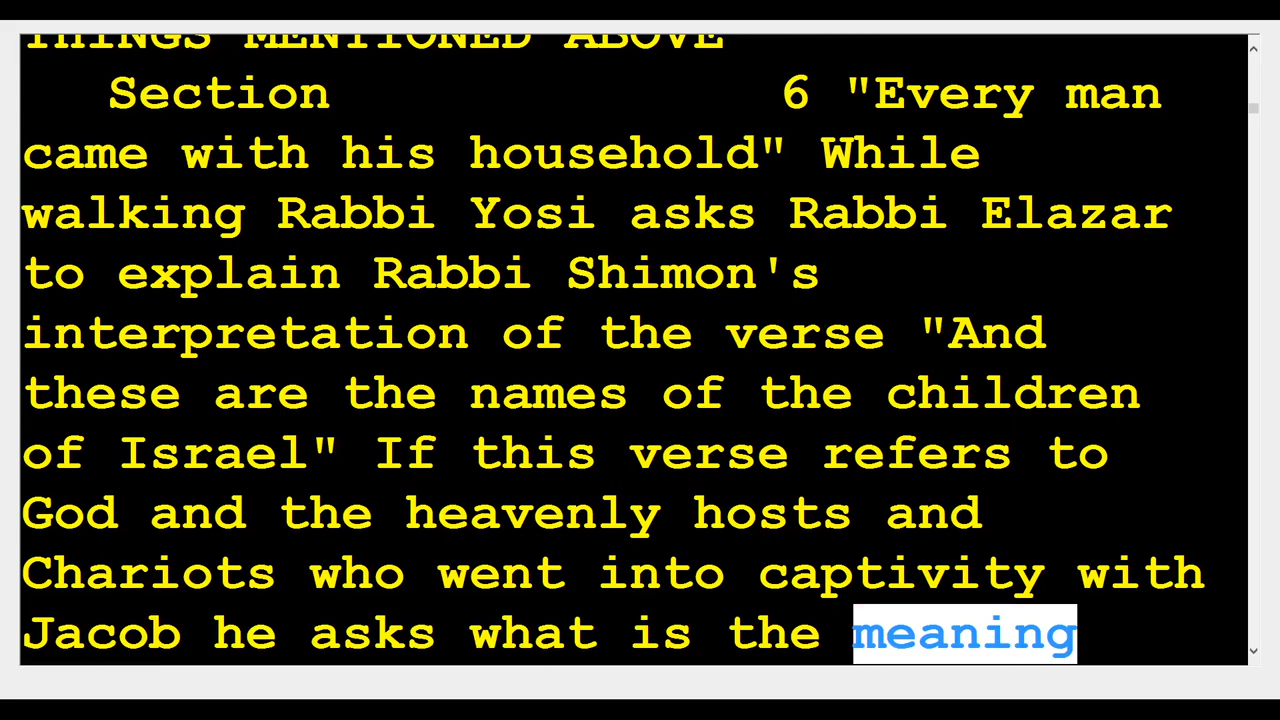 THINGS MENTIONED ABOVE
Section 6 "Every man
came with his household" While
walking Rabbi Yosi asks Rabbi Elazar
to explain Rabbi Shimon's
interpretation of the verse "And
these are the names of the children
of Israel" If this verse refers to
God and the heavenly hosts and
Chariots who went into captivity with
Jacob he asks what is the meaning